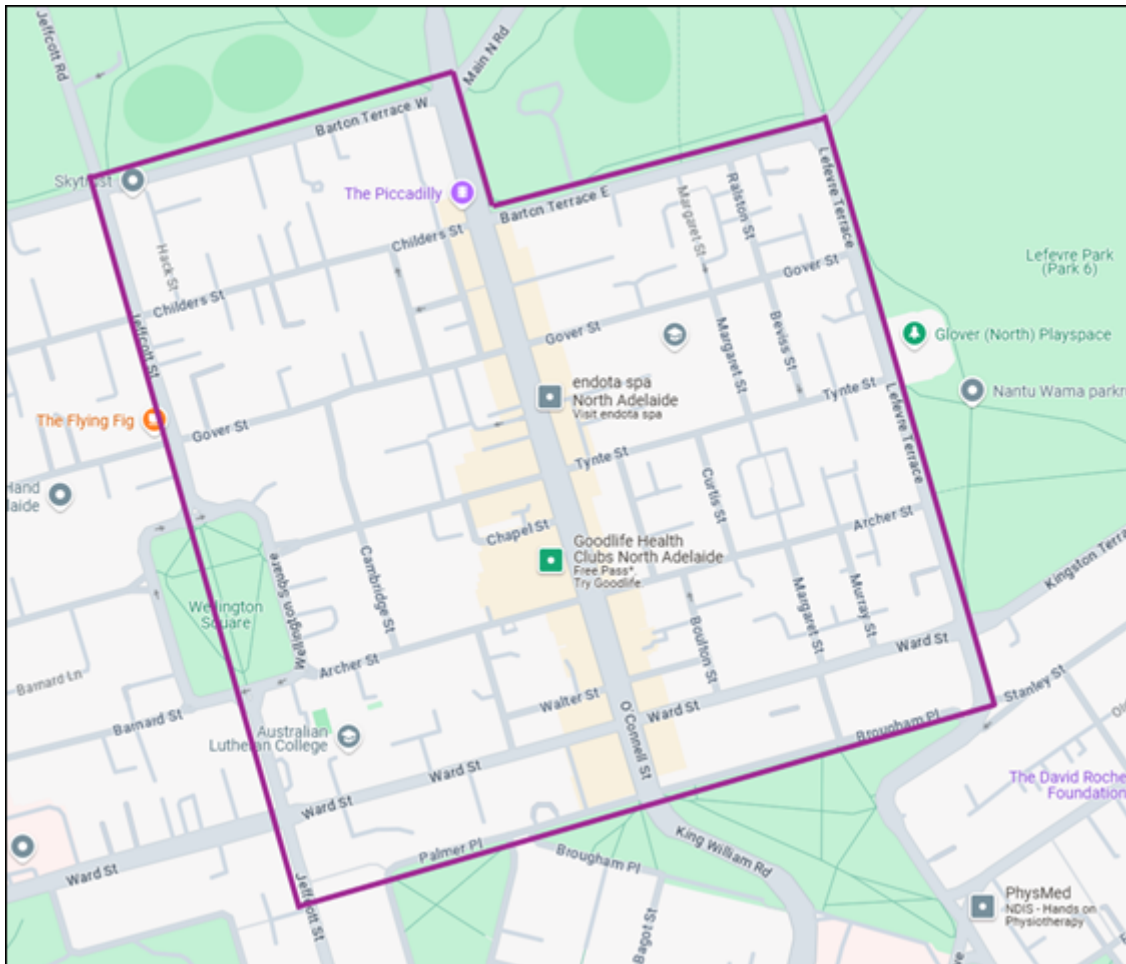 Jeffcott Rd
Main N Rd
Barton Terrace W
Skytrust
The Piccadilly
Barton Terrace E
Margaret St
Ralston St
Lefevre Terrace
Hack St
Childers St
Childers St
Gover St
Lefevre Park
(Park 6)
Jeffcott St
Gover St
Margaret St
Beviss St
Glover (North) Playspace
endota spa
North Adelaide
Visit endota spa
Tynte St
Lefevre Terrace
Nantu Wama parkr
The Flying Fig
Gover St
Tynte St
Hand
laide
Curtis St
Archer St
Chapel St
Goodlife Health
Clubs North Adelaide
Free Pass*.
Try Goodlife.
Kingston Terra
Cambridge St
Wellington Square
Wellington
Square
Margaret St
Murray St
Boulton St
Ward St
Archer St
Barnard Ln
Walter St
Ward St
Stanley St
Barnard St
Australian
Lutheran College
O'Connell St
Brougham Pl
Ol
Ward St
The David Roche
Foundation
Ward St
Palmer Pl
King William Rd
Brougham Pl
Ward St
Jeffcott St
Bagot St
PhysMed
NDIS - Hands on
Physiotherapy